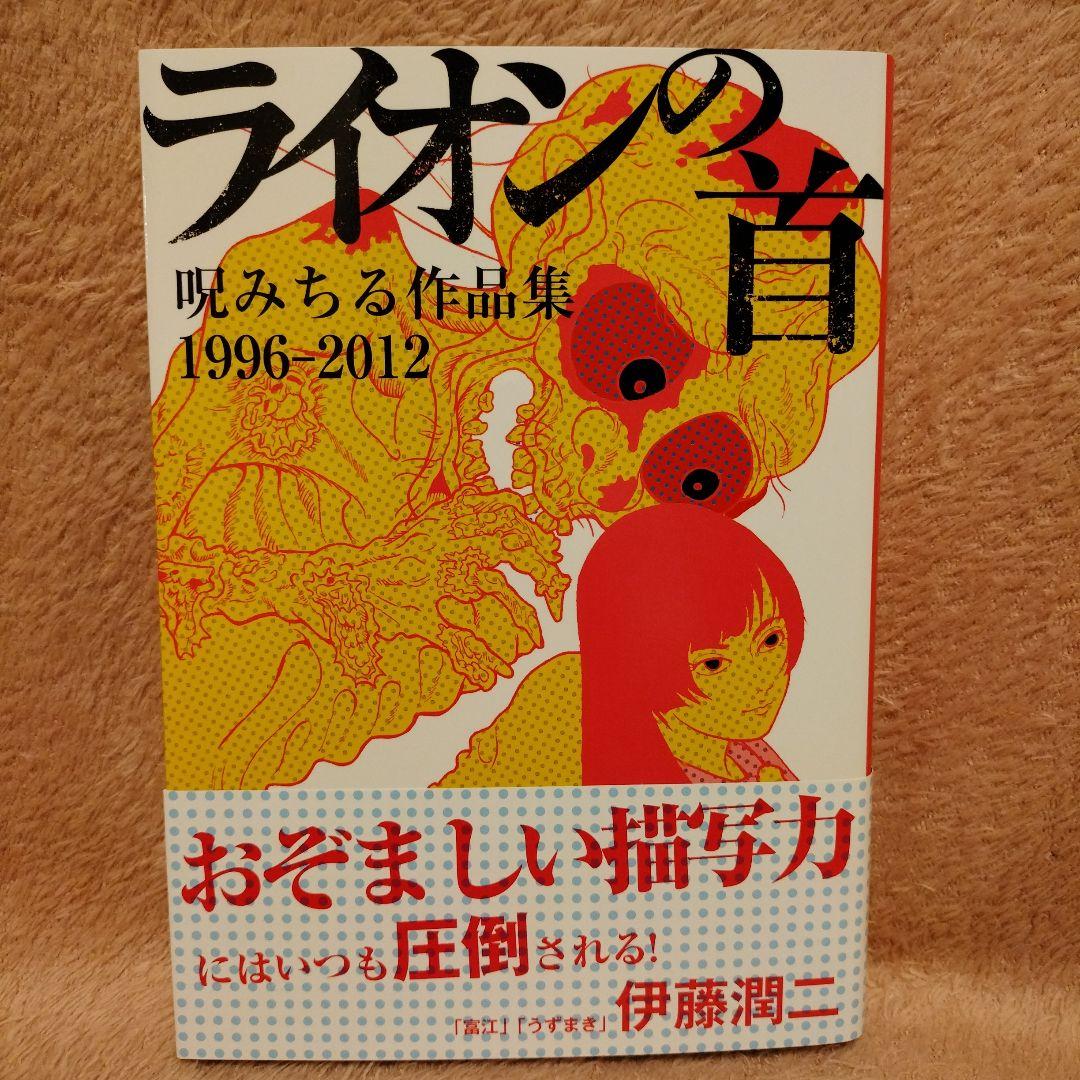 ライオンの首
呪みちる作品集
1996-2012
おぞましい描写力
にはいつも圧倒される!
「富江」「うずまき」伊藤潤二